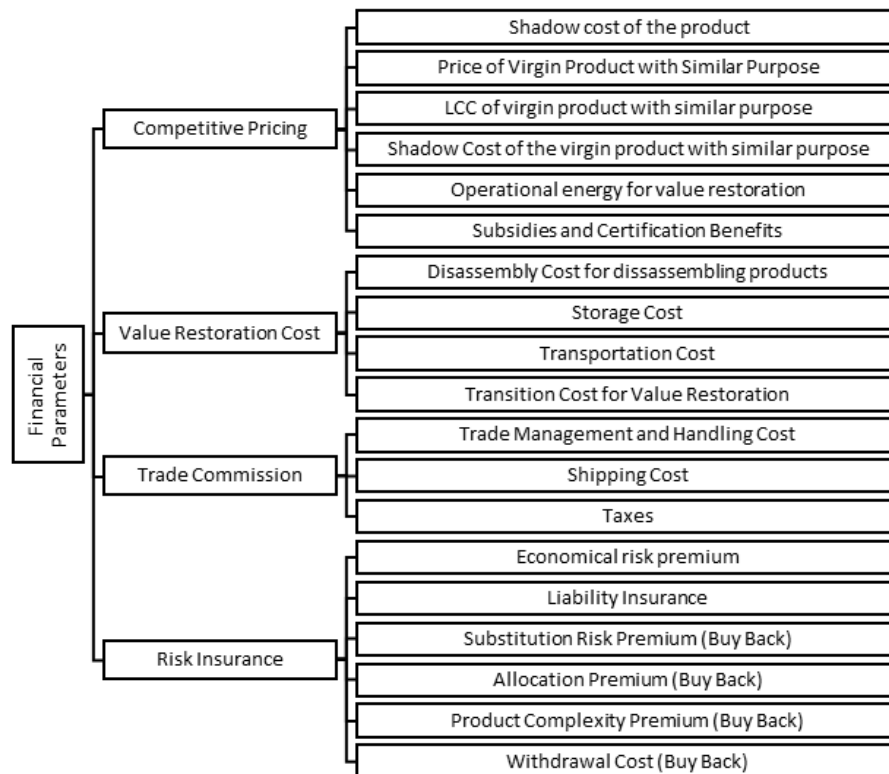 Financial
Parameters
Competitive Pricing
Shadow cost of the product
Price of Virgin Product with Similar Purpose
LCC of virgin product with similar purpose
Shadow Cost of the virgin product with similar purpose
Operational energy for value restoration
Subsidies and Certification Benefits
Value Restoration Cost
Disassembly Cost for dissassembling products
Storage Cost
Transportation Cost
Transition Cost for Value Restoration
Trade Commission
Trade Management and Handling Cost
Shipping Cost
Taxes
Risk Insurance
Economical risk premium
Liability Insurance
Substitution Risk Premium (Buy Back)
Allocation Premium (Buy Back)
Product Complexity Premium (Buy Back)
Withdrawal Cost (Buy Back)